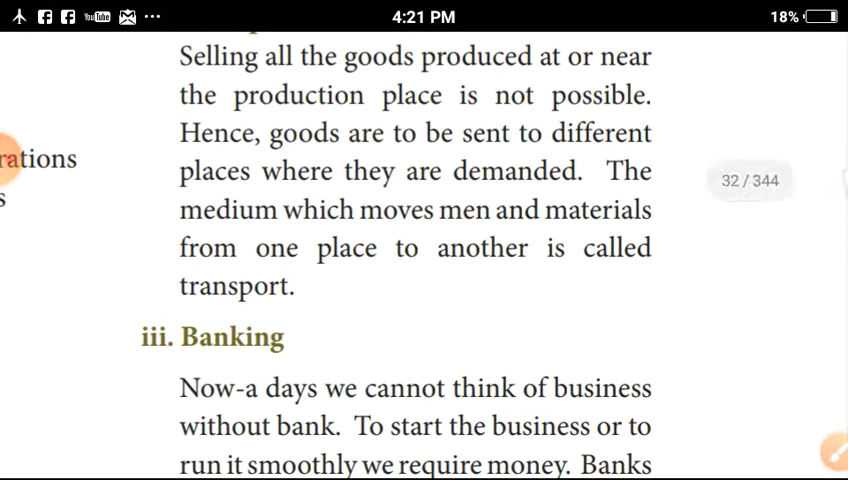 4:21 PM
18%
YouTube
Selling all the goods produced at or near
the production place is not possible.
Hence, goods are to be sent to different
rations
places where they are demanded. The
32 / 344
s
medium which moves men and materials
from one place to another is called
transport.
iii. Banking
Now-a days we cannot think of business
without bank. To start the business or to
run it smoothly we require money. Banks